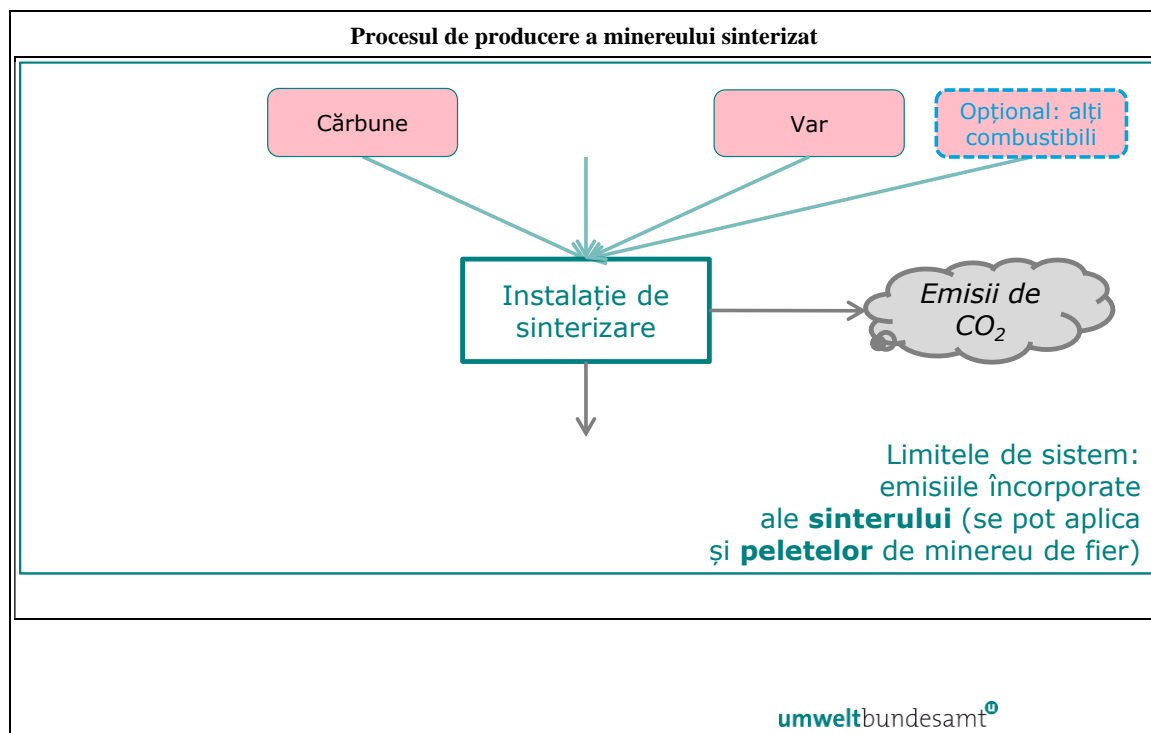 Procesul de producere a minereului sinterizat
Cărbune
Var
Opțional: alți
combustibili
Instalație de
sinterizare
Emisii de
CO₂
Limitele de sistem:
emisiile încorporate
ale sinterului (se pot aplica
și peletelor de minereu de fier)
umweltbundesamt